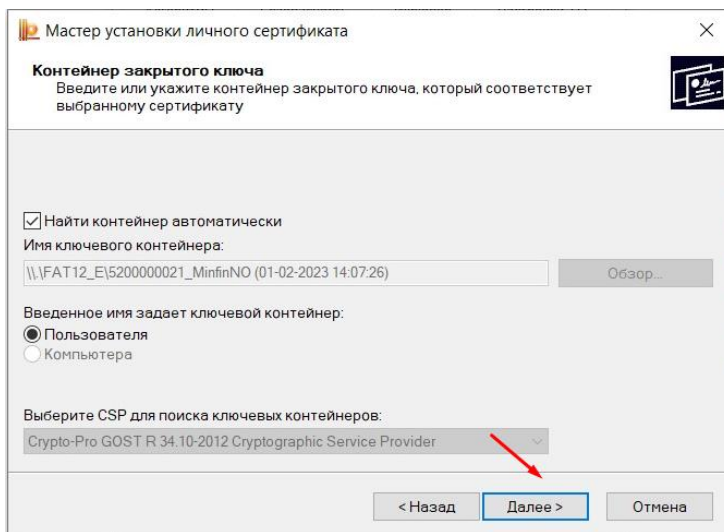 Мастер установки личного сертификата
Контейнер закрытого ключа
Введите или укажите контейнер закрытого ключа, который соответствует
выбранному сертификату
Найти контейнер автоматически
Имя ключевого контейнера:
\\.\FAT12_E\5200000021_MinfinNO (01-02-2023 14:07:26)
Обзор...
Введенное имя задает ключевой контейнер:
Пользователя
Компьютера
Выберите CSP для поиска ключевых контейнеров:
Crypto-Pro GOST R 34.10-2012 Cryptographic Service Provider
< Назад
Далее >
Отмена